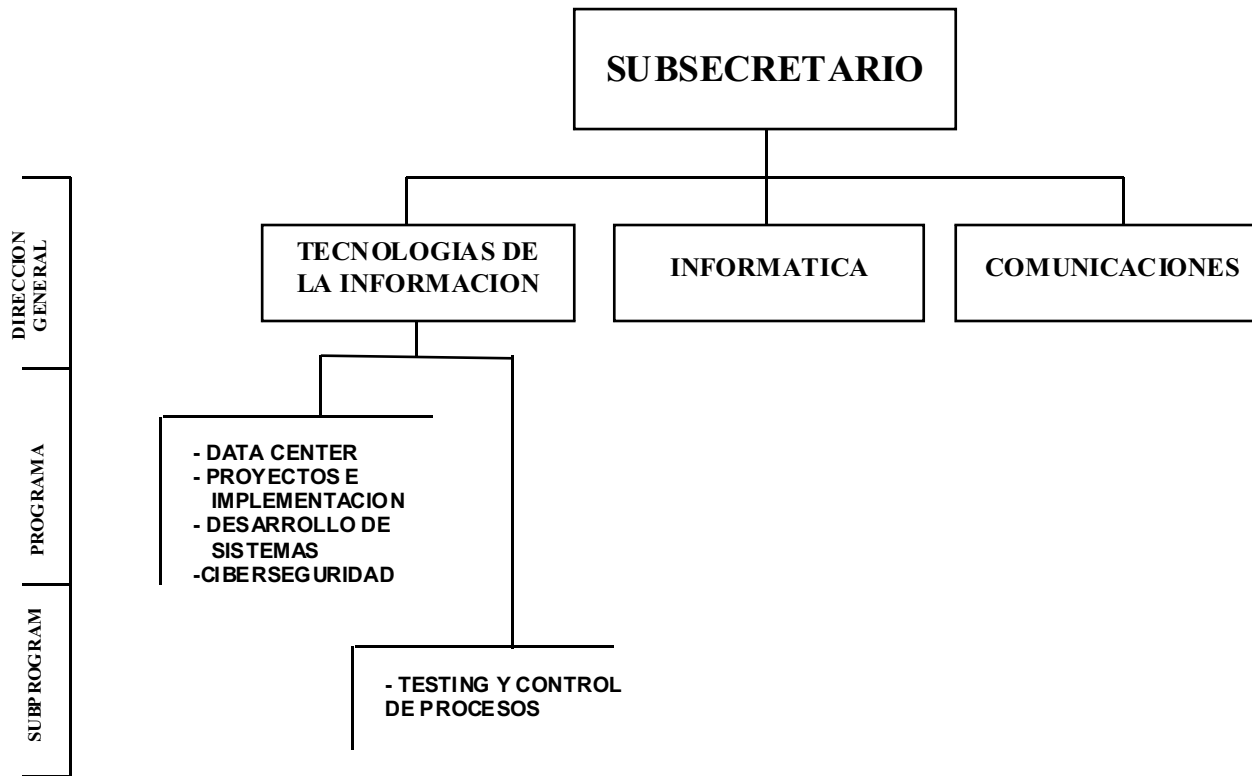 SUBSECRETARIO
DIRECCION
GENERAL
TECNOLOGIAS DE
LA INFORMACION
INFORMATICA
COMUNICACIONES
PROGRAMA
- DATA CENTER
- PROYECTOS E
IMPLEMENTACION
- DESARROLLO DE
SISTEMAS
-CIBERSEGURIDAD
SUBPROGRAM
- TESTING Y CONTROL
DE PROCESOS